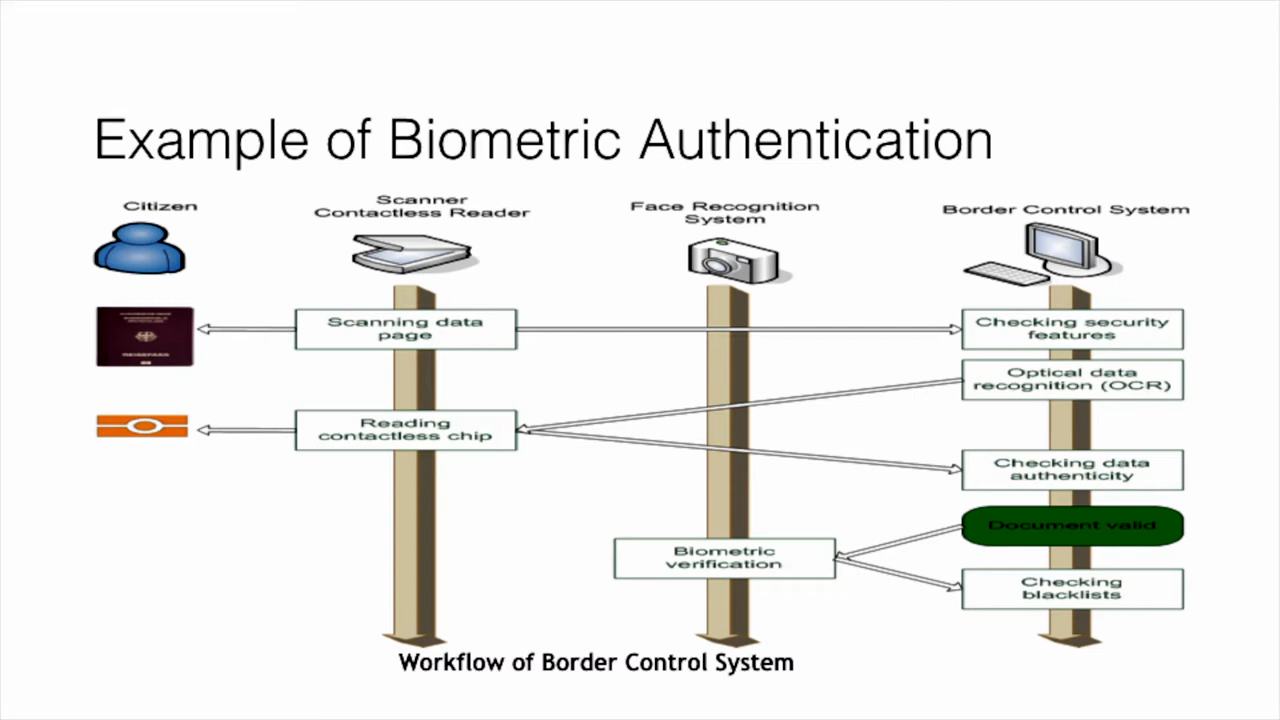 Example of Biometric Authentication
Citizen
Scanner
Contactless Reader
Face Recognition
System
Border Control System
Scanning data
page
Checking security
features
REISEPASS
Optical data
recognition (OCR)
Reading
contactless chip
Checking data
authenticity
Document valid
Biometric
verification
Checking
blacklists
Workflow of Border Control System